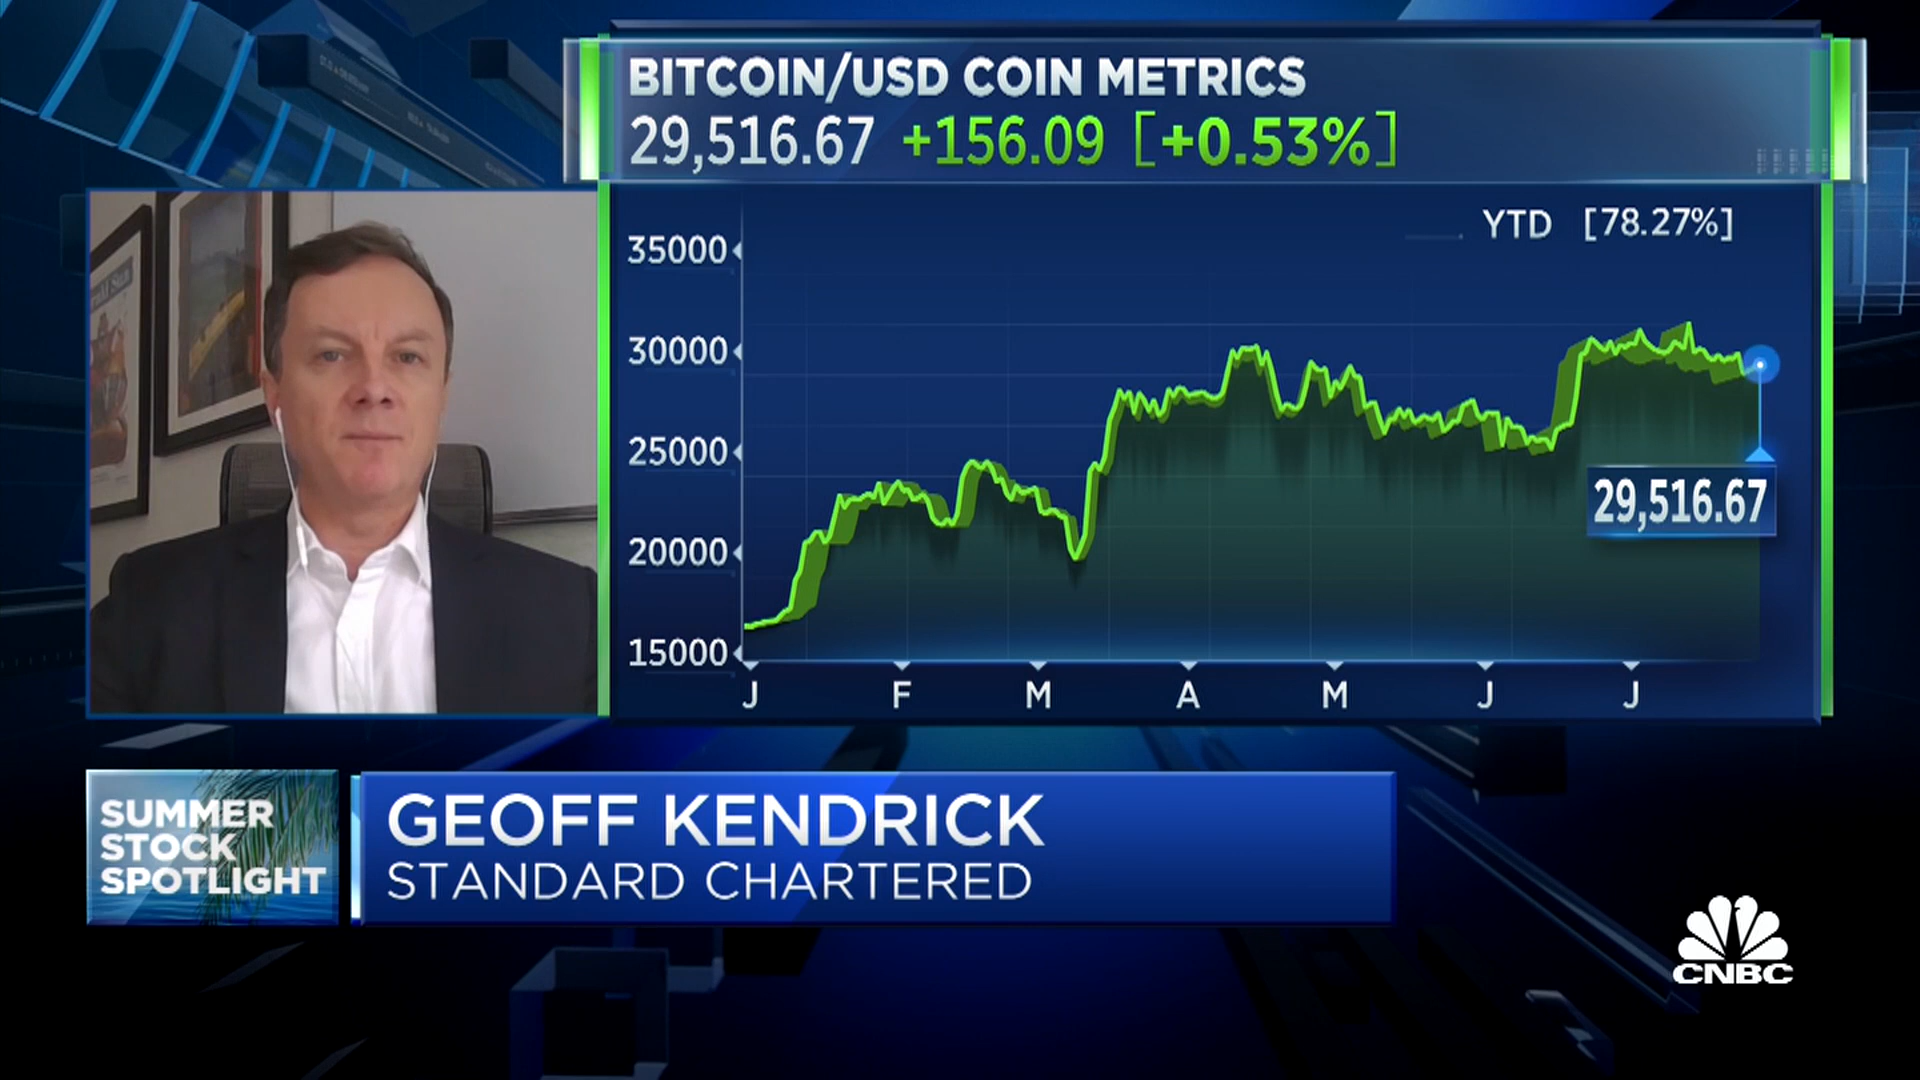 BITCOIN/USD COIN METRICS
29,516.67 +156.09 [+0.53%]
YTD [78.27%]
35000
30000
25000
20000
15000
29,516.67
J F M A M J J
SUMMER
STOCK
SPOTLIGHT
GEOFF KENDRICK
STANDARD CHARTERED
CNBC